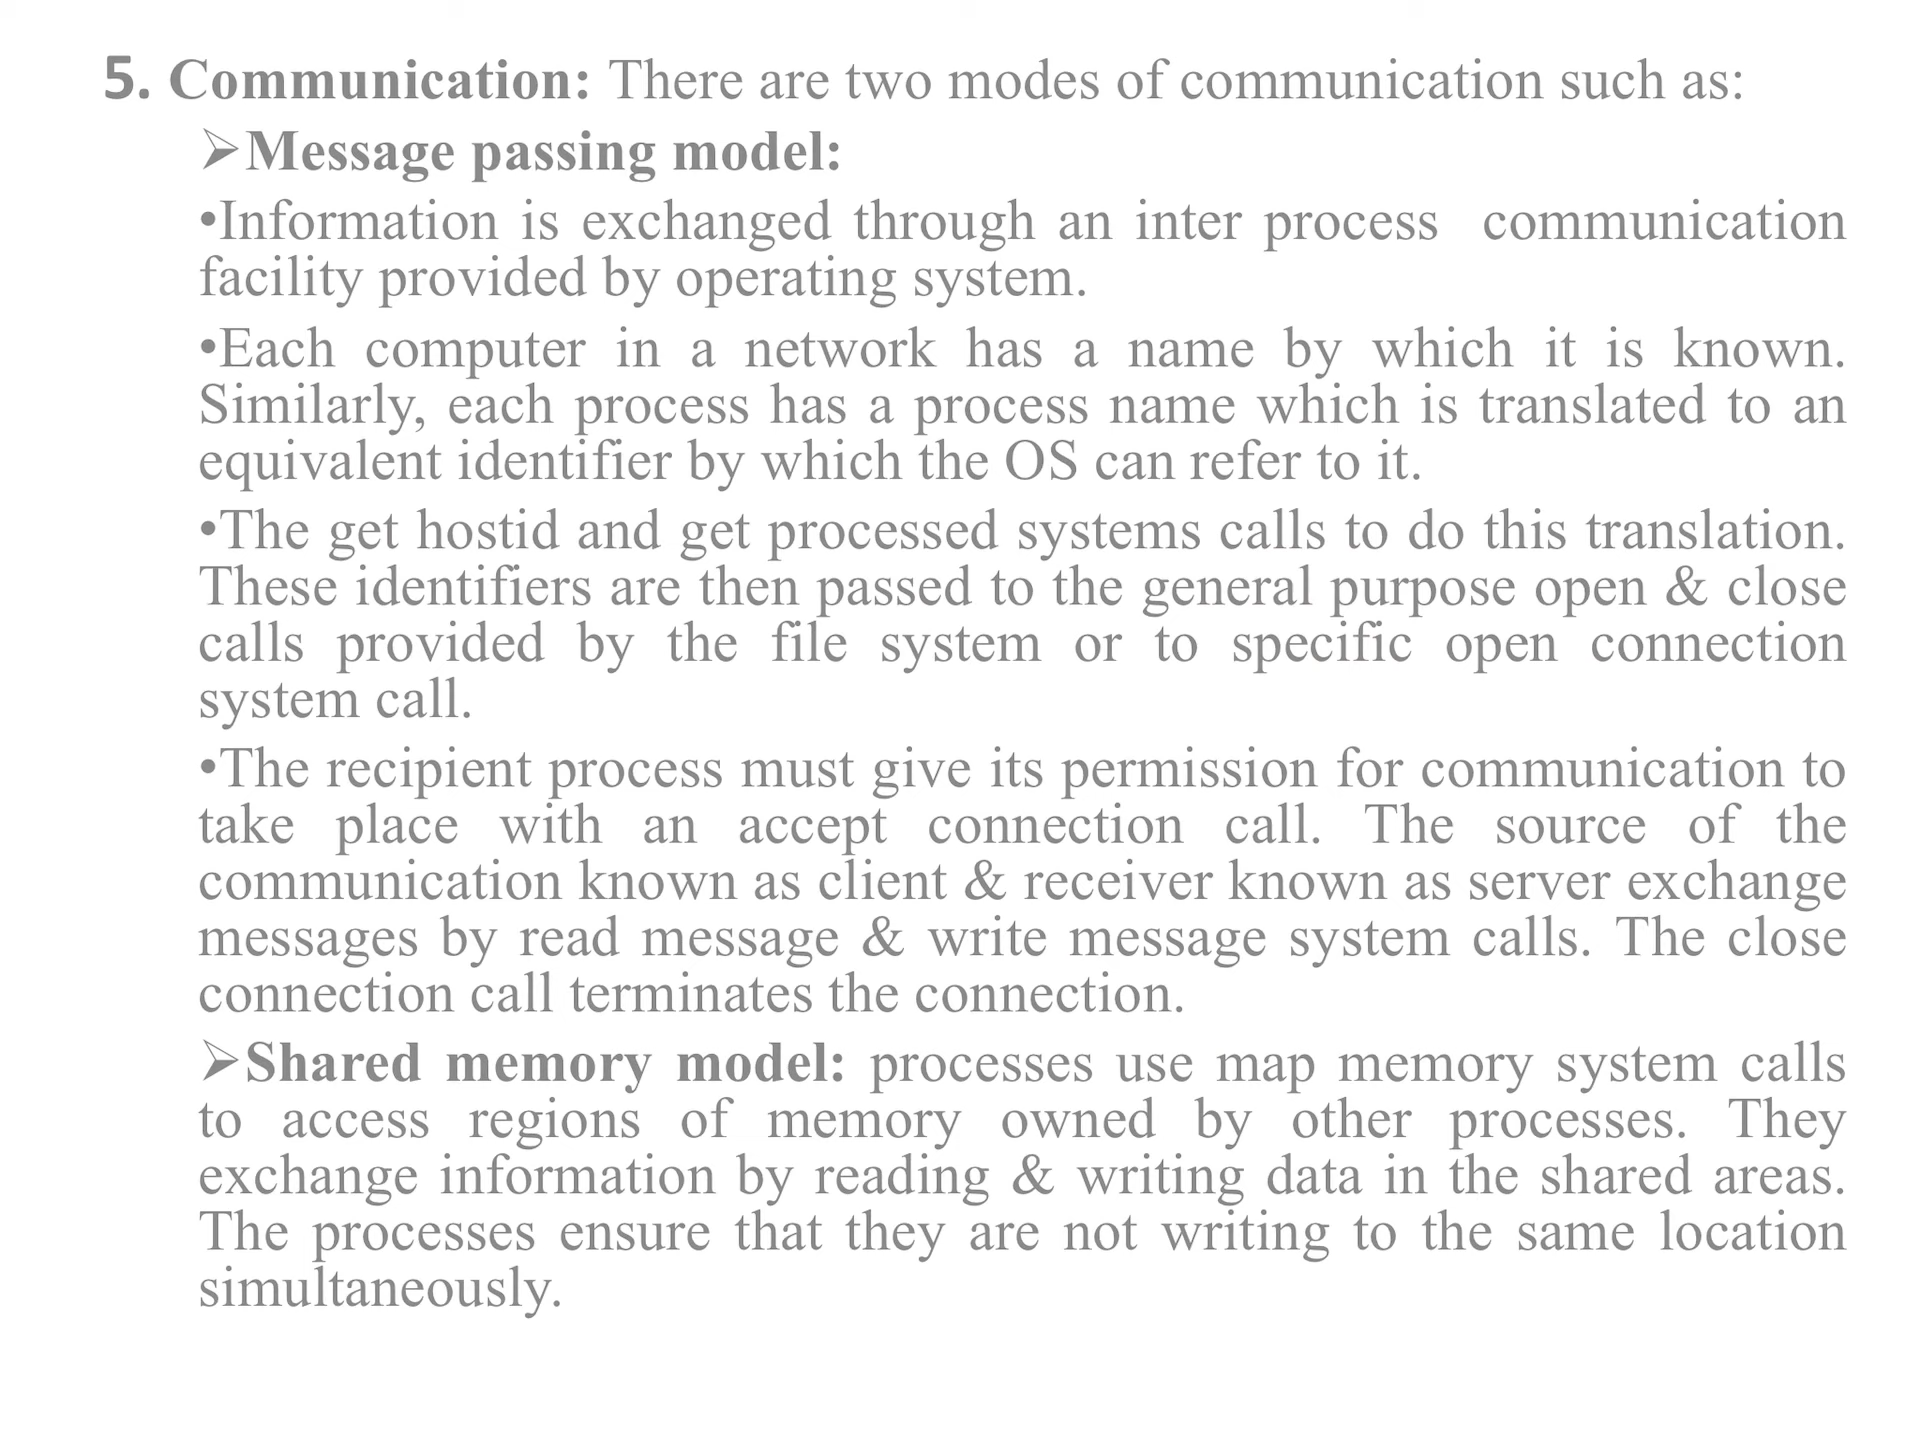 5. Communication: There are two modes of communication such as:
➢Message passing model:
•Information is exchanged through an inter process communication
facility provided by operating system.
•Each computer in a network has a name by which it is known.
Similarly, each process has a process name which is translated to an
equivalent identifier by which the OS can refer to it.
•The get hostid and get processed systems calls to do this translation.
These identifiers are then passed to the general purpose open & close
calls provided by the file system or to specific open connection
system call.
•The recipient process must give its permission for communication to
take place with an accept connection call. The source of the
communication known as client & receiver known as server exchange
messages by read message & write message system calls. The close
connection call terminates the connection.
➢Shared memory model: processes use map memory system calls
to access regions of memory owned by other processes. They
exchange information by reading & writing data in the shared areas.
The processes ensure that they are not writing to the same location
simultaneously.